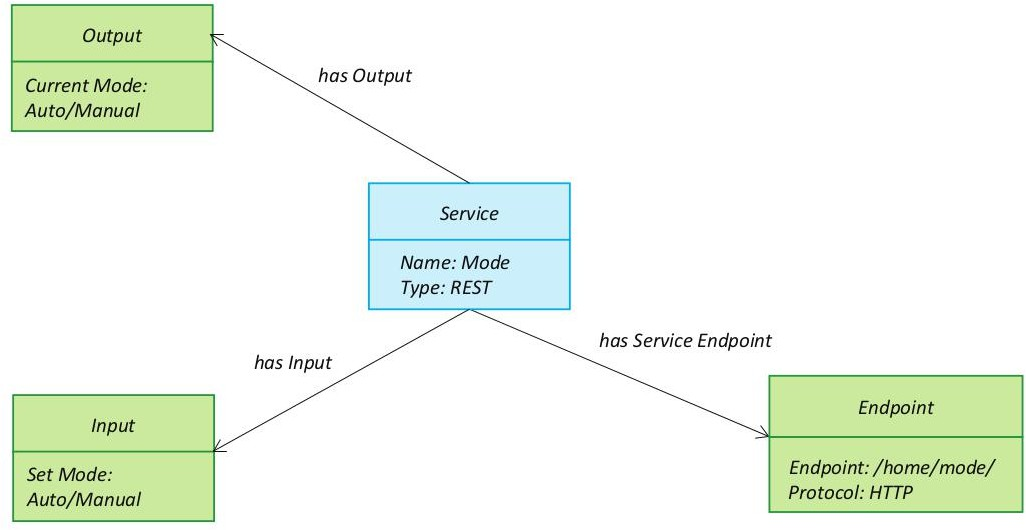 Output
Current Mode:
Auto/Manual
has Output
Service
Name: Mode
Type: REST
has Input
has Service Endpoint
Input
Set Mode:
Auto/Manual
Endpoint
Endpoint: /home/mode/
Protocol: HTTP